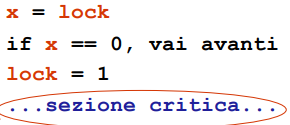 x = lock
if x == 0, vai avanti
lock = 1
...sezione critica...